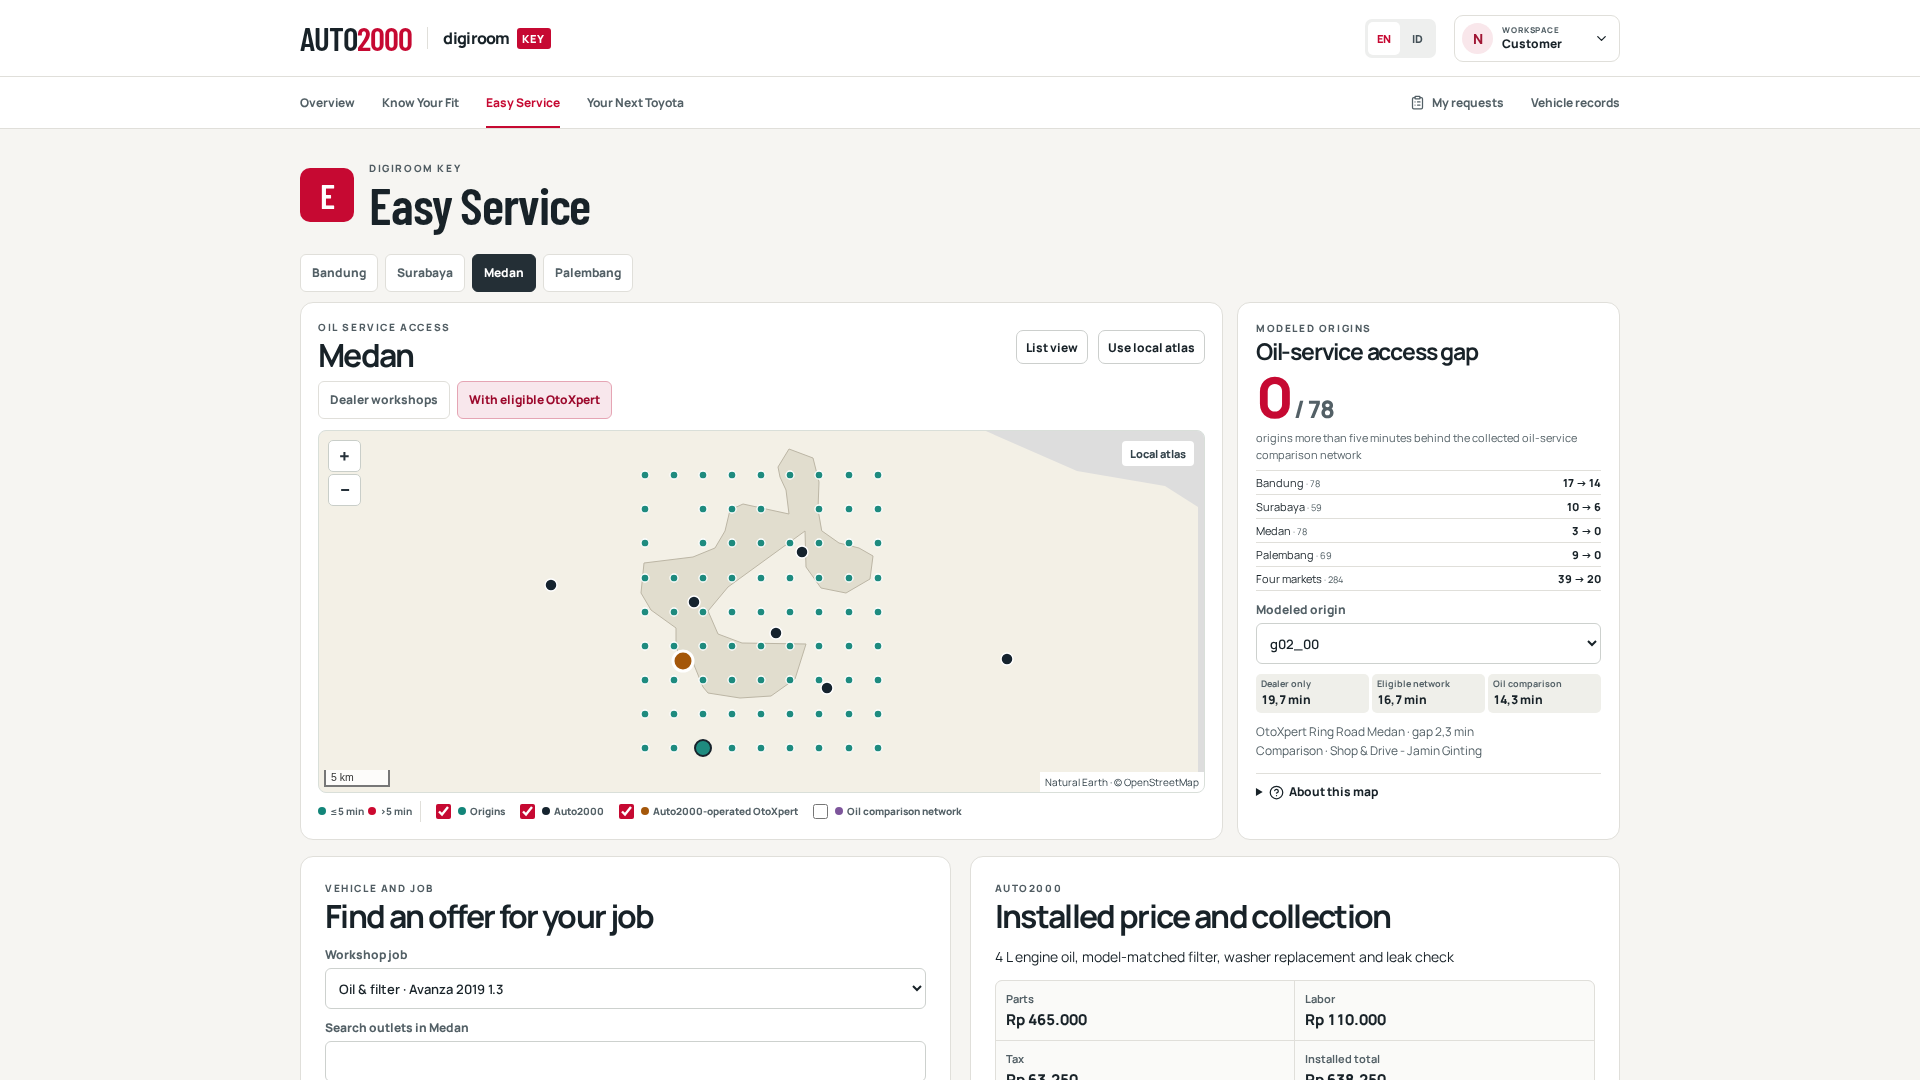 AUTO2000
digiroom KEY
EN
ID
N
WORKSPACE
Customer
Overview
Know Your Fit
Easy Service
Your Next Toyota
My requests
Vehicle records
E
DIGIROOM KEY
Easy Service
Bandung
Surabaya
Medan
Palembang
OIL SERVICE ACCESS
Medan
List view
Use local atlas
Dealer workshops
With eligible OtoXpert
+
−
Local atlas
5 km
Natural Earth · © OpenStreetMap
≤5 min
>5 min
Origins
Auto2000
Auto2000-operated OtoXpert
Oil comparison network
MODELED ORIGINS
Oil-service access gap
0 / 78
origins more than five minutes behind the collected oil-service
comparison network
Bandung · 78 17 → 14
Surabaya · 59 10 → 6
Medan · 78 3 → 0
Palembang · 69 9 → 0
Four markets · 284 39 → 20
Modeled origin
g02_00
Dealer only
19,7 min
Eligible network
16,7 min
Oil comparison
14,3 min
OtoXpert Ring Road Medan · gap 2,3 min
Comparison · Shop & Drive - Jamin Ginting
About this map
VEHICLE AND JOB
Find an offer for your job
Workshop job
Oil & filter · Avanza 2019 1.3
Search outlets in Medan
AUTO2000
Installed price and collection
4 L engine oil, model-matched filter, washer replacement and leak check
Parts
Rp 465.000
Labor
Rp 110.000
Tax
Rp 63.250
Installed total
Rp 638.250